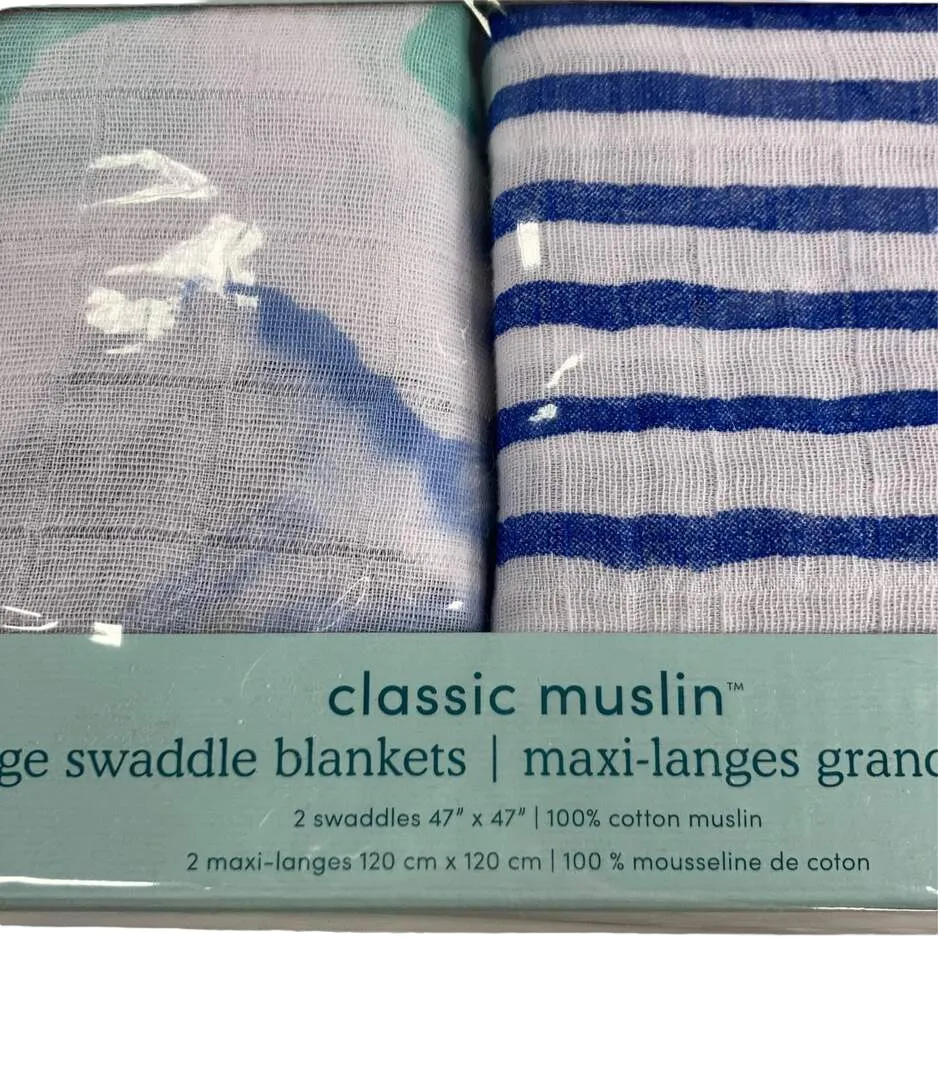 classic muslin™
ge swaddle blankets | maxi-langes grand
2 swaddles 47" x 47" | 100% cotton muslin
2 maxi-langes 120 cm x 120 cm | 100 % mousseline de coton